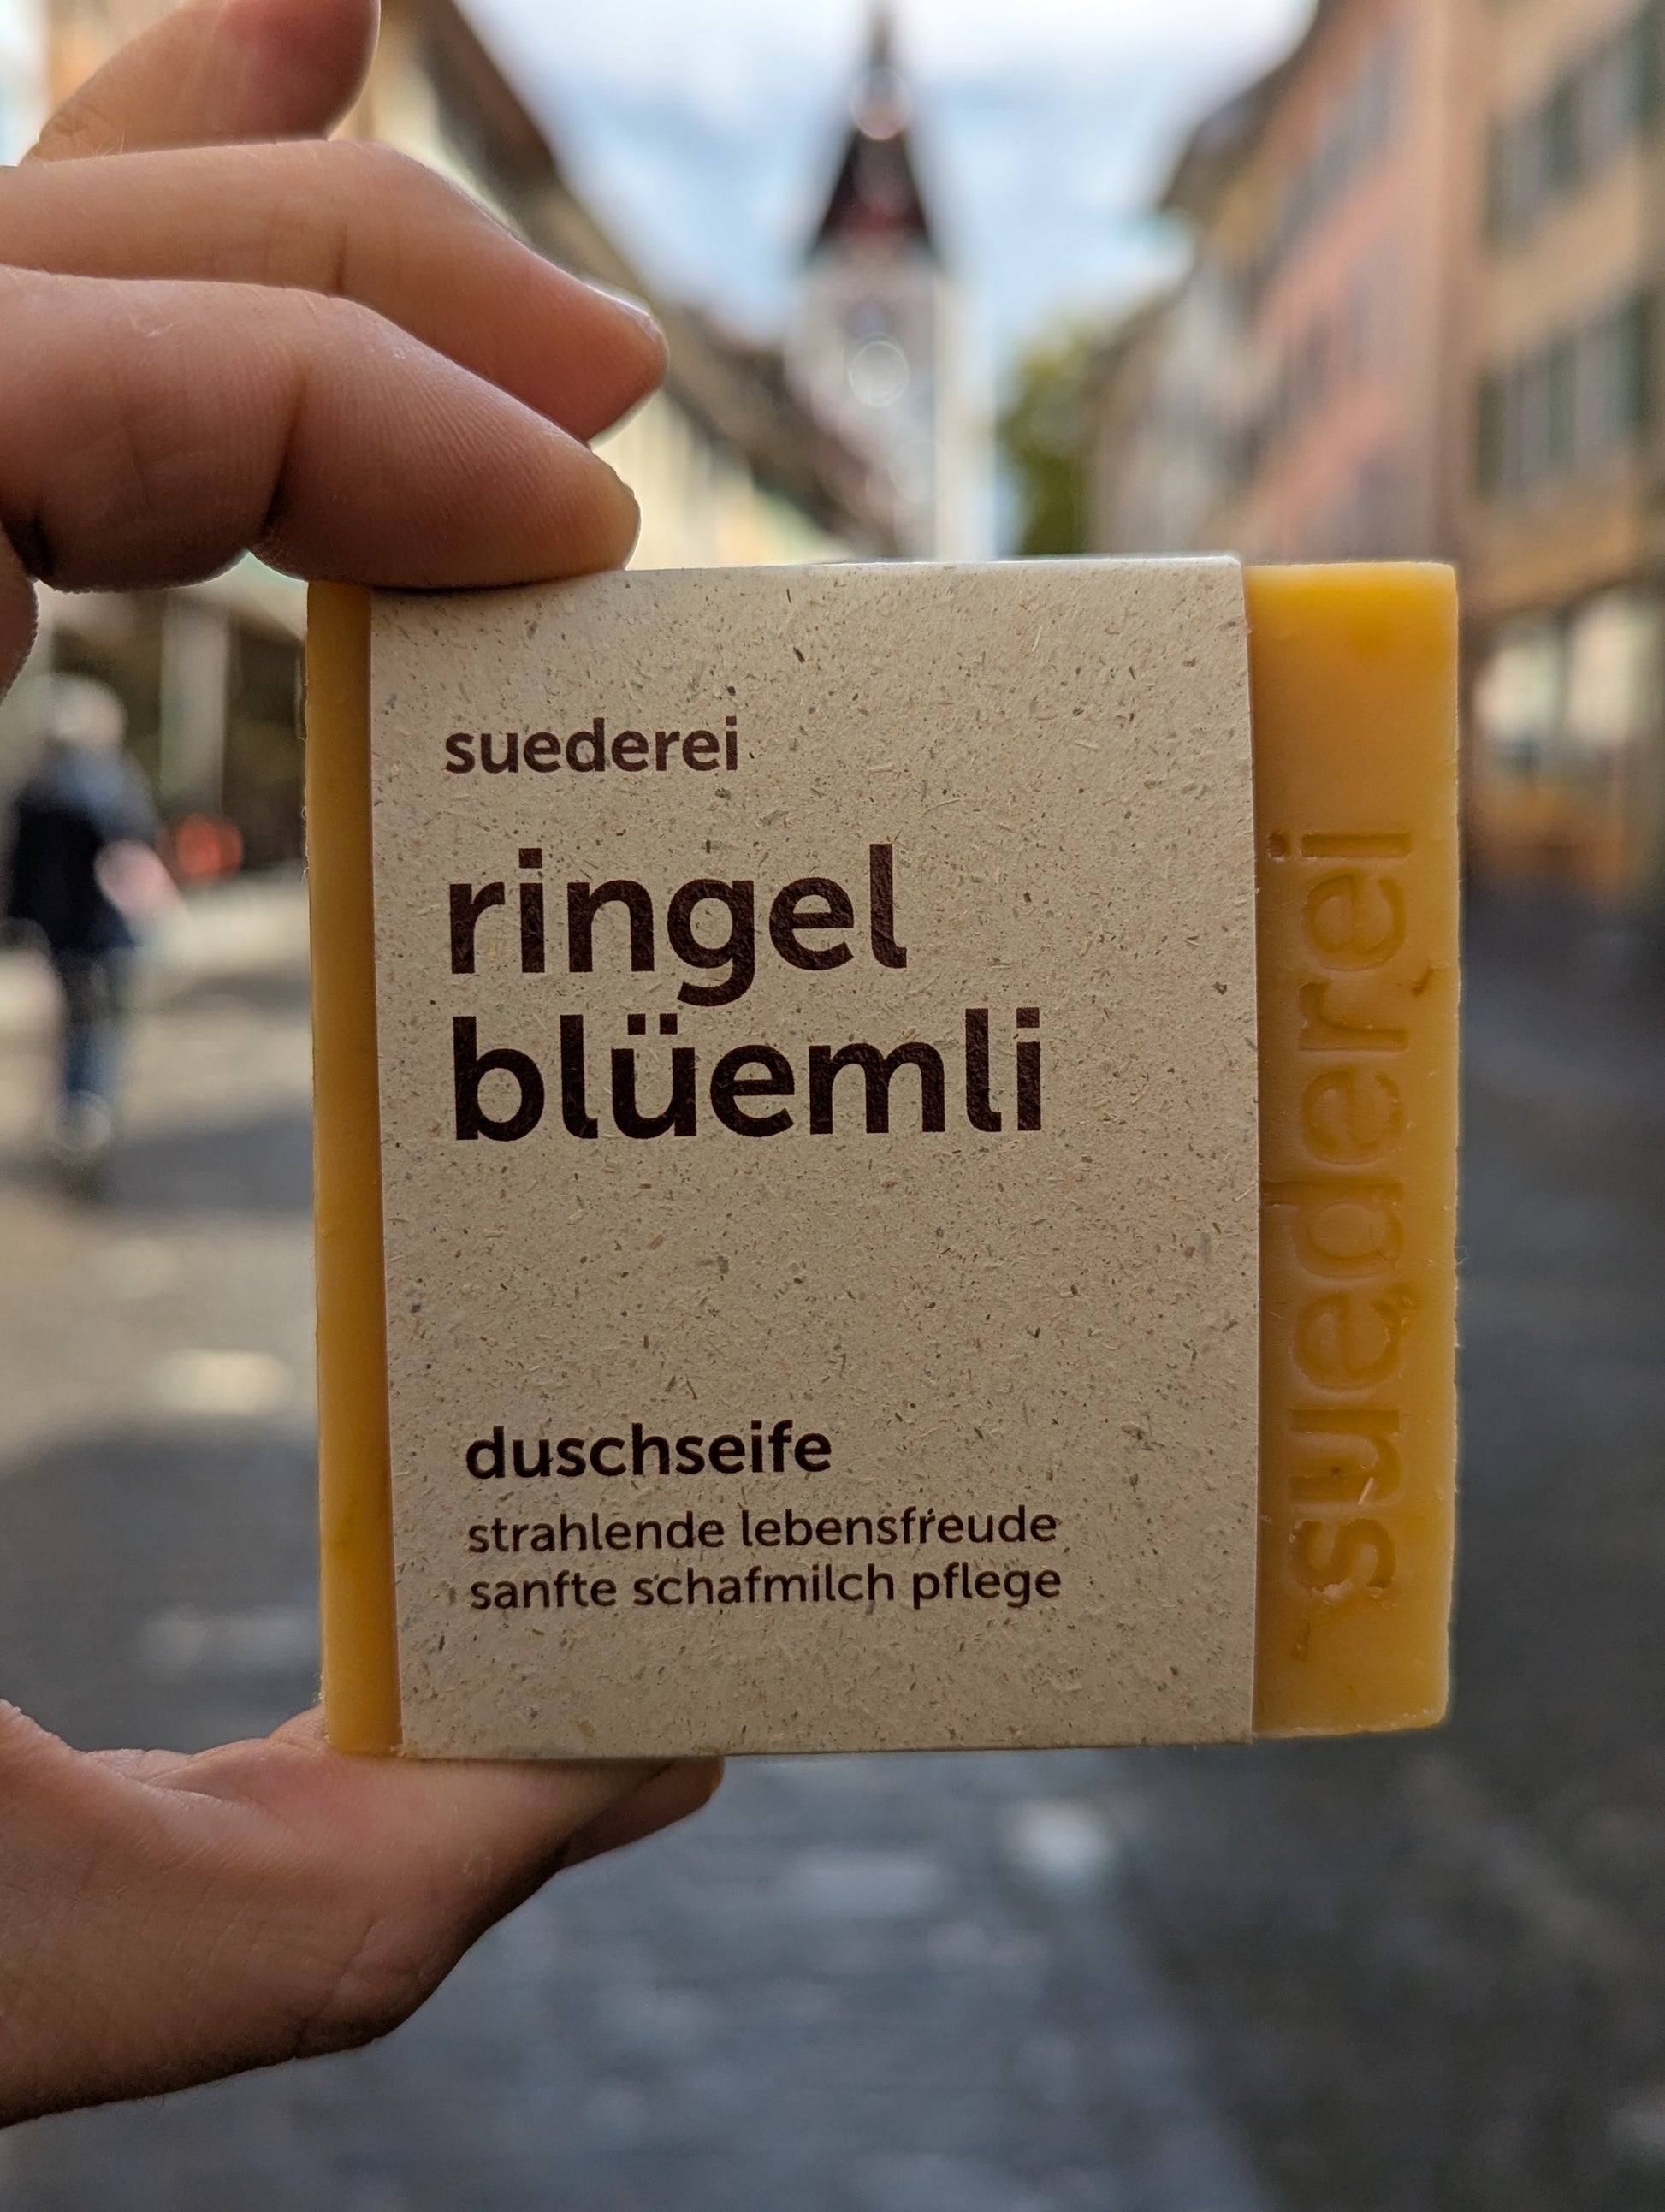 suederei
ringel
blüemli
duschseife
strahlende lebensfreude
sanfte schafmilch pflege
suederei